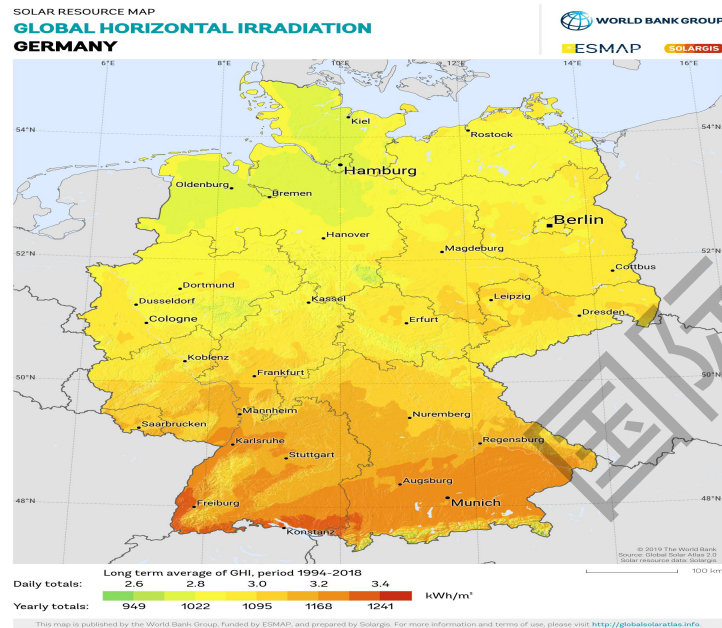 SOLAR RESOURCE MAP
GLOBAL HORIZONTAL IRRADIATION
GERMANY
WORLD BANK GROUP
ESMAP
SOLARGIS
6°E 8°E 10°E 12°E 14°E 16°E
54°N
54°N
52°N
52°N
50°N
50°N
48°N
48°N
Kiel
Rostock
Hamburg
Oldenburg
Bremen
Berlin
Hanover
Magdeburg
Cottbus
Dortmund
Dusseldorf
Kassel
Leipzig
Cologne
Erfurt
Dresden
Koblenz
Frankfurt
Mannheim
Nuremberg
Saarbrucken
Karlsruhe
Regensburg
Stuttgart
Augsburg
Munich
Freiburg
Konstanz
国际
© 2019 The World Bank
Source: Global Solar Atlas 2.0
Solar resource data: Solargis
100 km
Long term average of GHI, period 1994-2018
Daily totals: 2.6 2.8 3.0 3.2 3.4
kWh/m²
Yearly totals: 949 1022 1095 1168 1241
This map is published by the World Bank Group, funded by ESMAP, and prepared by Solargis. For more information and terms of use, please visit http://globalsolaratlas.info.